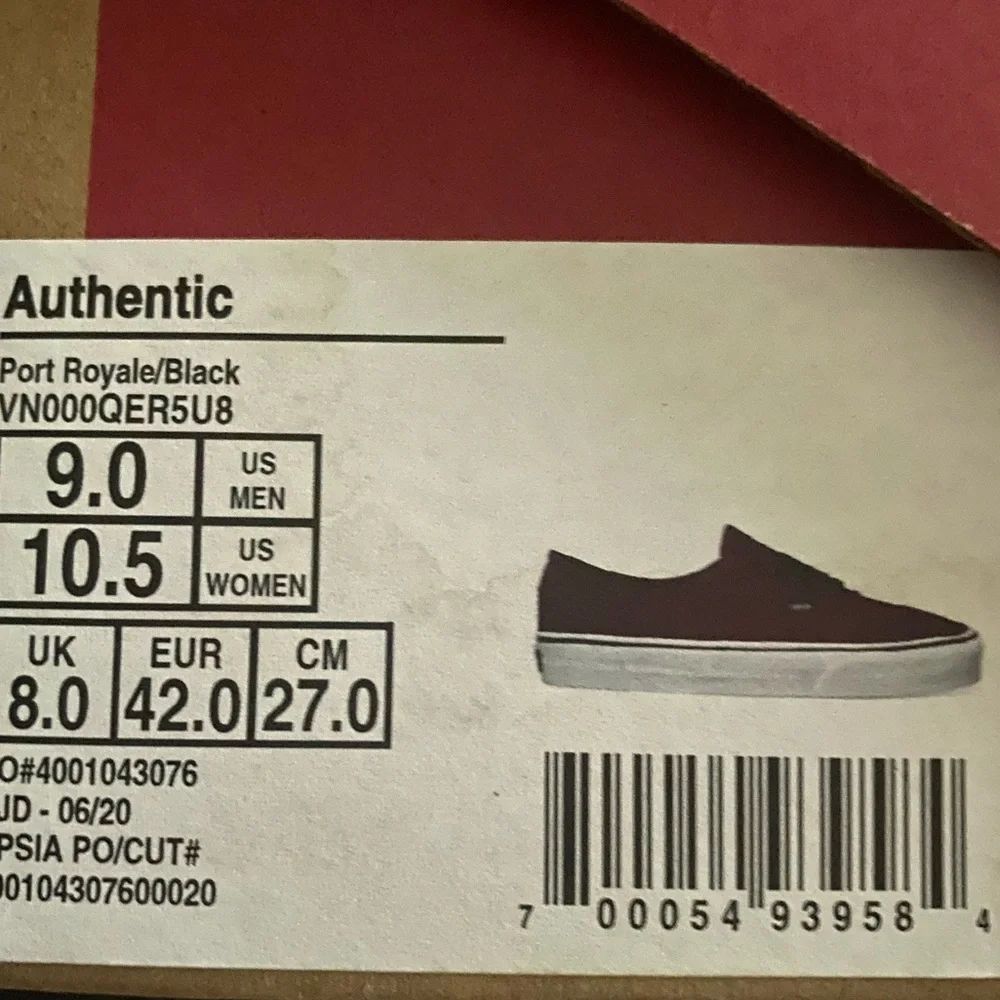 Authentic
Port Royale/Black
VN000QER5U8
9.0 US MEN
10.5 US WOMEN
UK EUR CM
8.0 42.0 27.0
O#4001043076
JD - 06/20
PSIA PO/CUT#
00104307600020
7 00054 93958 4